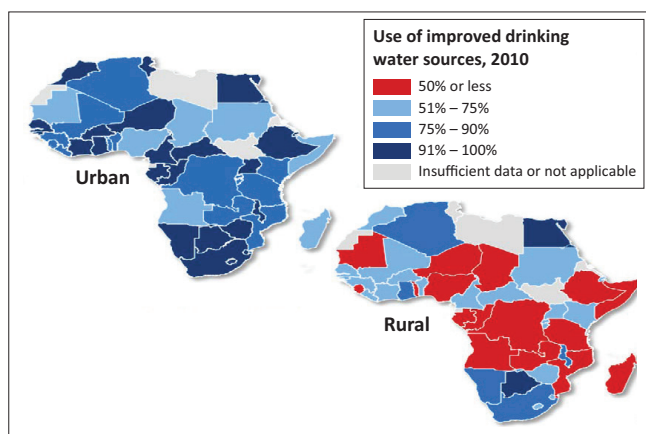 Use of improved drinking
water sources, 2010
50% or less
51% – 75%
75% – 90%
91% – 100%
Insufficient data or not applicable
Urban
Rural